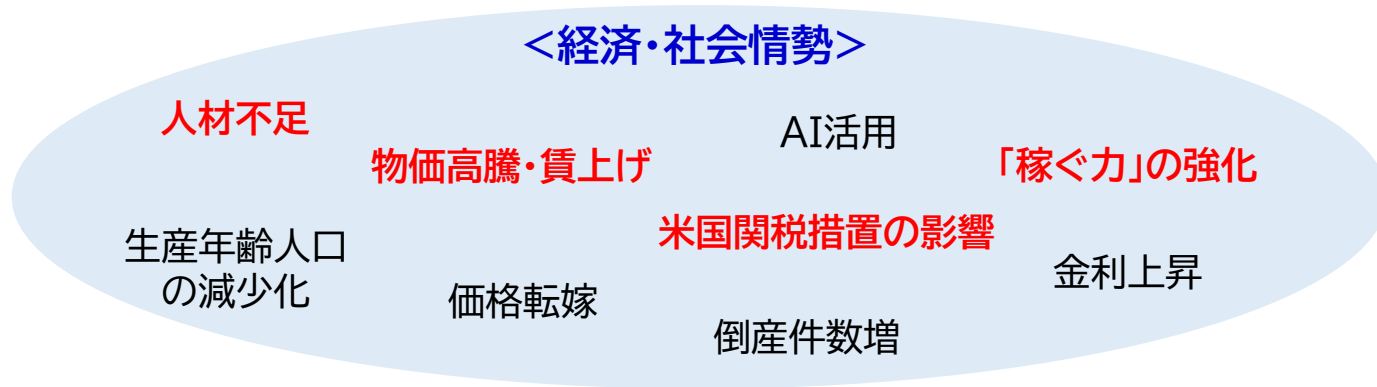 ＜経済・社会情勢＞
人材不足
AI活用
物価高騰・賃上げ
「稼ぐ力」の強化
米国関税措置の影響
生産年齢人口
の減少化
金利上昇
価格転嫁
倒産件数増